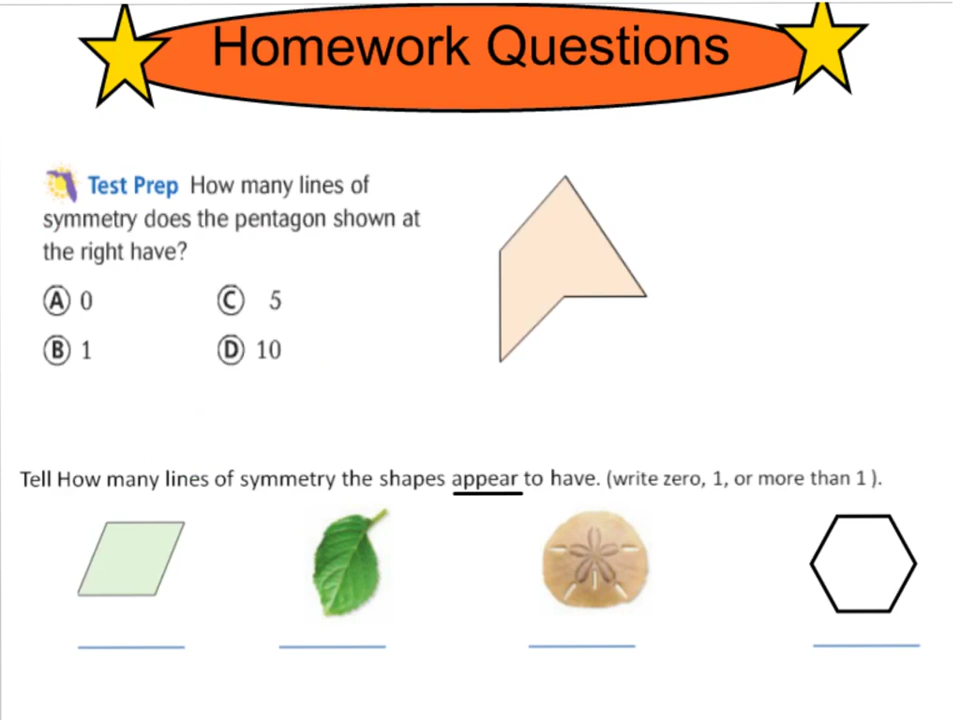 Homework Questions
Test Prep How many lines of
symmetry does the pentagon shown at
the right have?
A 0
C 5
B 1
D 10
Tell How many lines of symmetry the shapes appear to have. (write zero, 1, or more than 1 ).